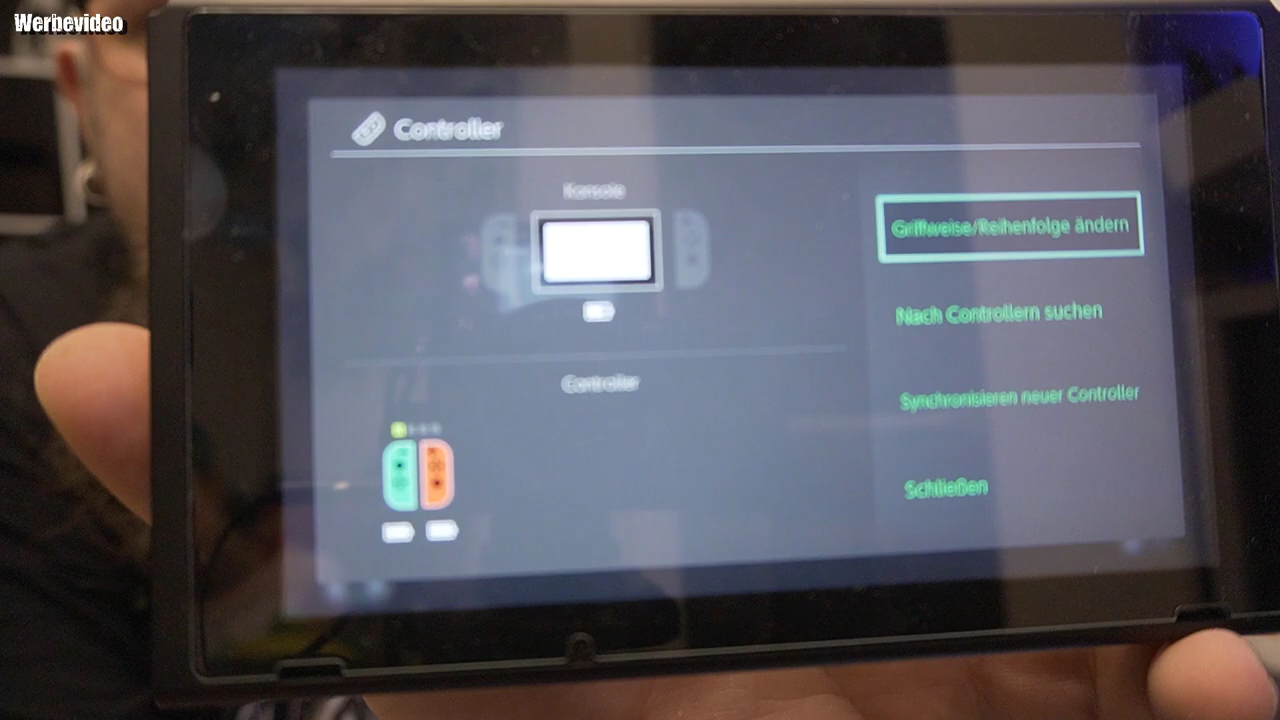 Werbevideo
Controller
Konsole
Griffweise/Reihenfolge ändern
Nach Controllern suchen
Controller
Synchronisieren neuer Controller
Schließen